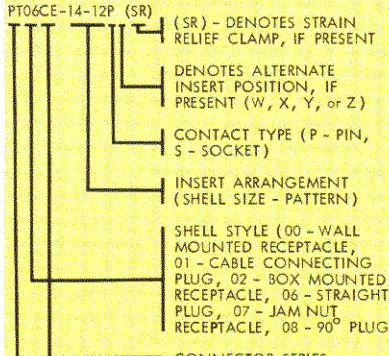 PT06CE-14-12P (SR)
(SR) - DENOTES STRAIN
RELIEF CLAMP, IF PRESENT
DENOTES ALTERNATE
INSERT POSITION, IF
PRESENT (W, X, Y, or Z)
CONTACT TYPE (P - PIN,
S - SOCKET)
INSERT ARRANGEMENT
(SHELL SIZE - PATTERN)
SHELL STYLE (00 - WALL
MOUNTED RECEPTACLE,
01 - CABLE CONNECTING
PLUG, 02 - BOX MOUNTED
RECEPTACLE, 06 - STRAIGHT
PLUG, 07 - JAM NUT
RECEPTACLE, 08 - 90° PLUG
CONNECTOR SERIES